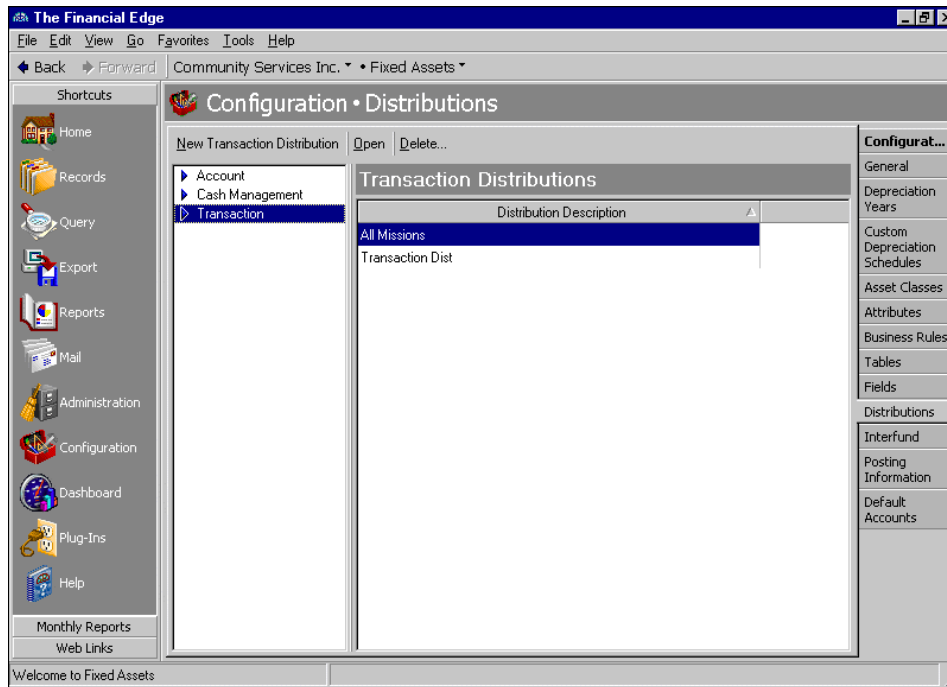 The Financial Edge
File Edit View Go Favorites Tools Help
Back Forward Community Services Inc. • Fixed Assets
Shortcuts
Home
Records
Query
Export
Reports
Mail
Administration
Configuration
Dashboard
Plug-Ins
Help
Monthly Reports
Web Links
Configuration • Distributions
New Transaction Distribution Open Delete...
Account
Cash Management
Transaction
Transaction Distributions
Distribution Description
All Missions
Transaction Dist
Configurat...
General
Depreciation
Years
Custom
Depreciation
Schedules
Asset Classes
Attributes
Business Rules
Tables
Fields
Distributions
Interfund
Posting
Information
Default
Accounts
Welcome to Fixed Assets